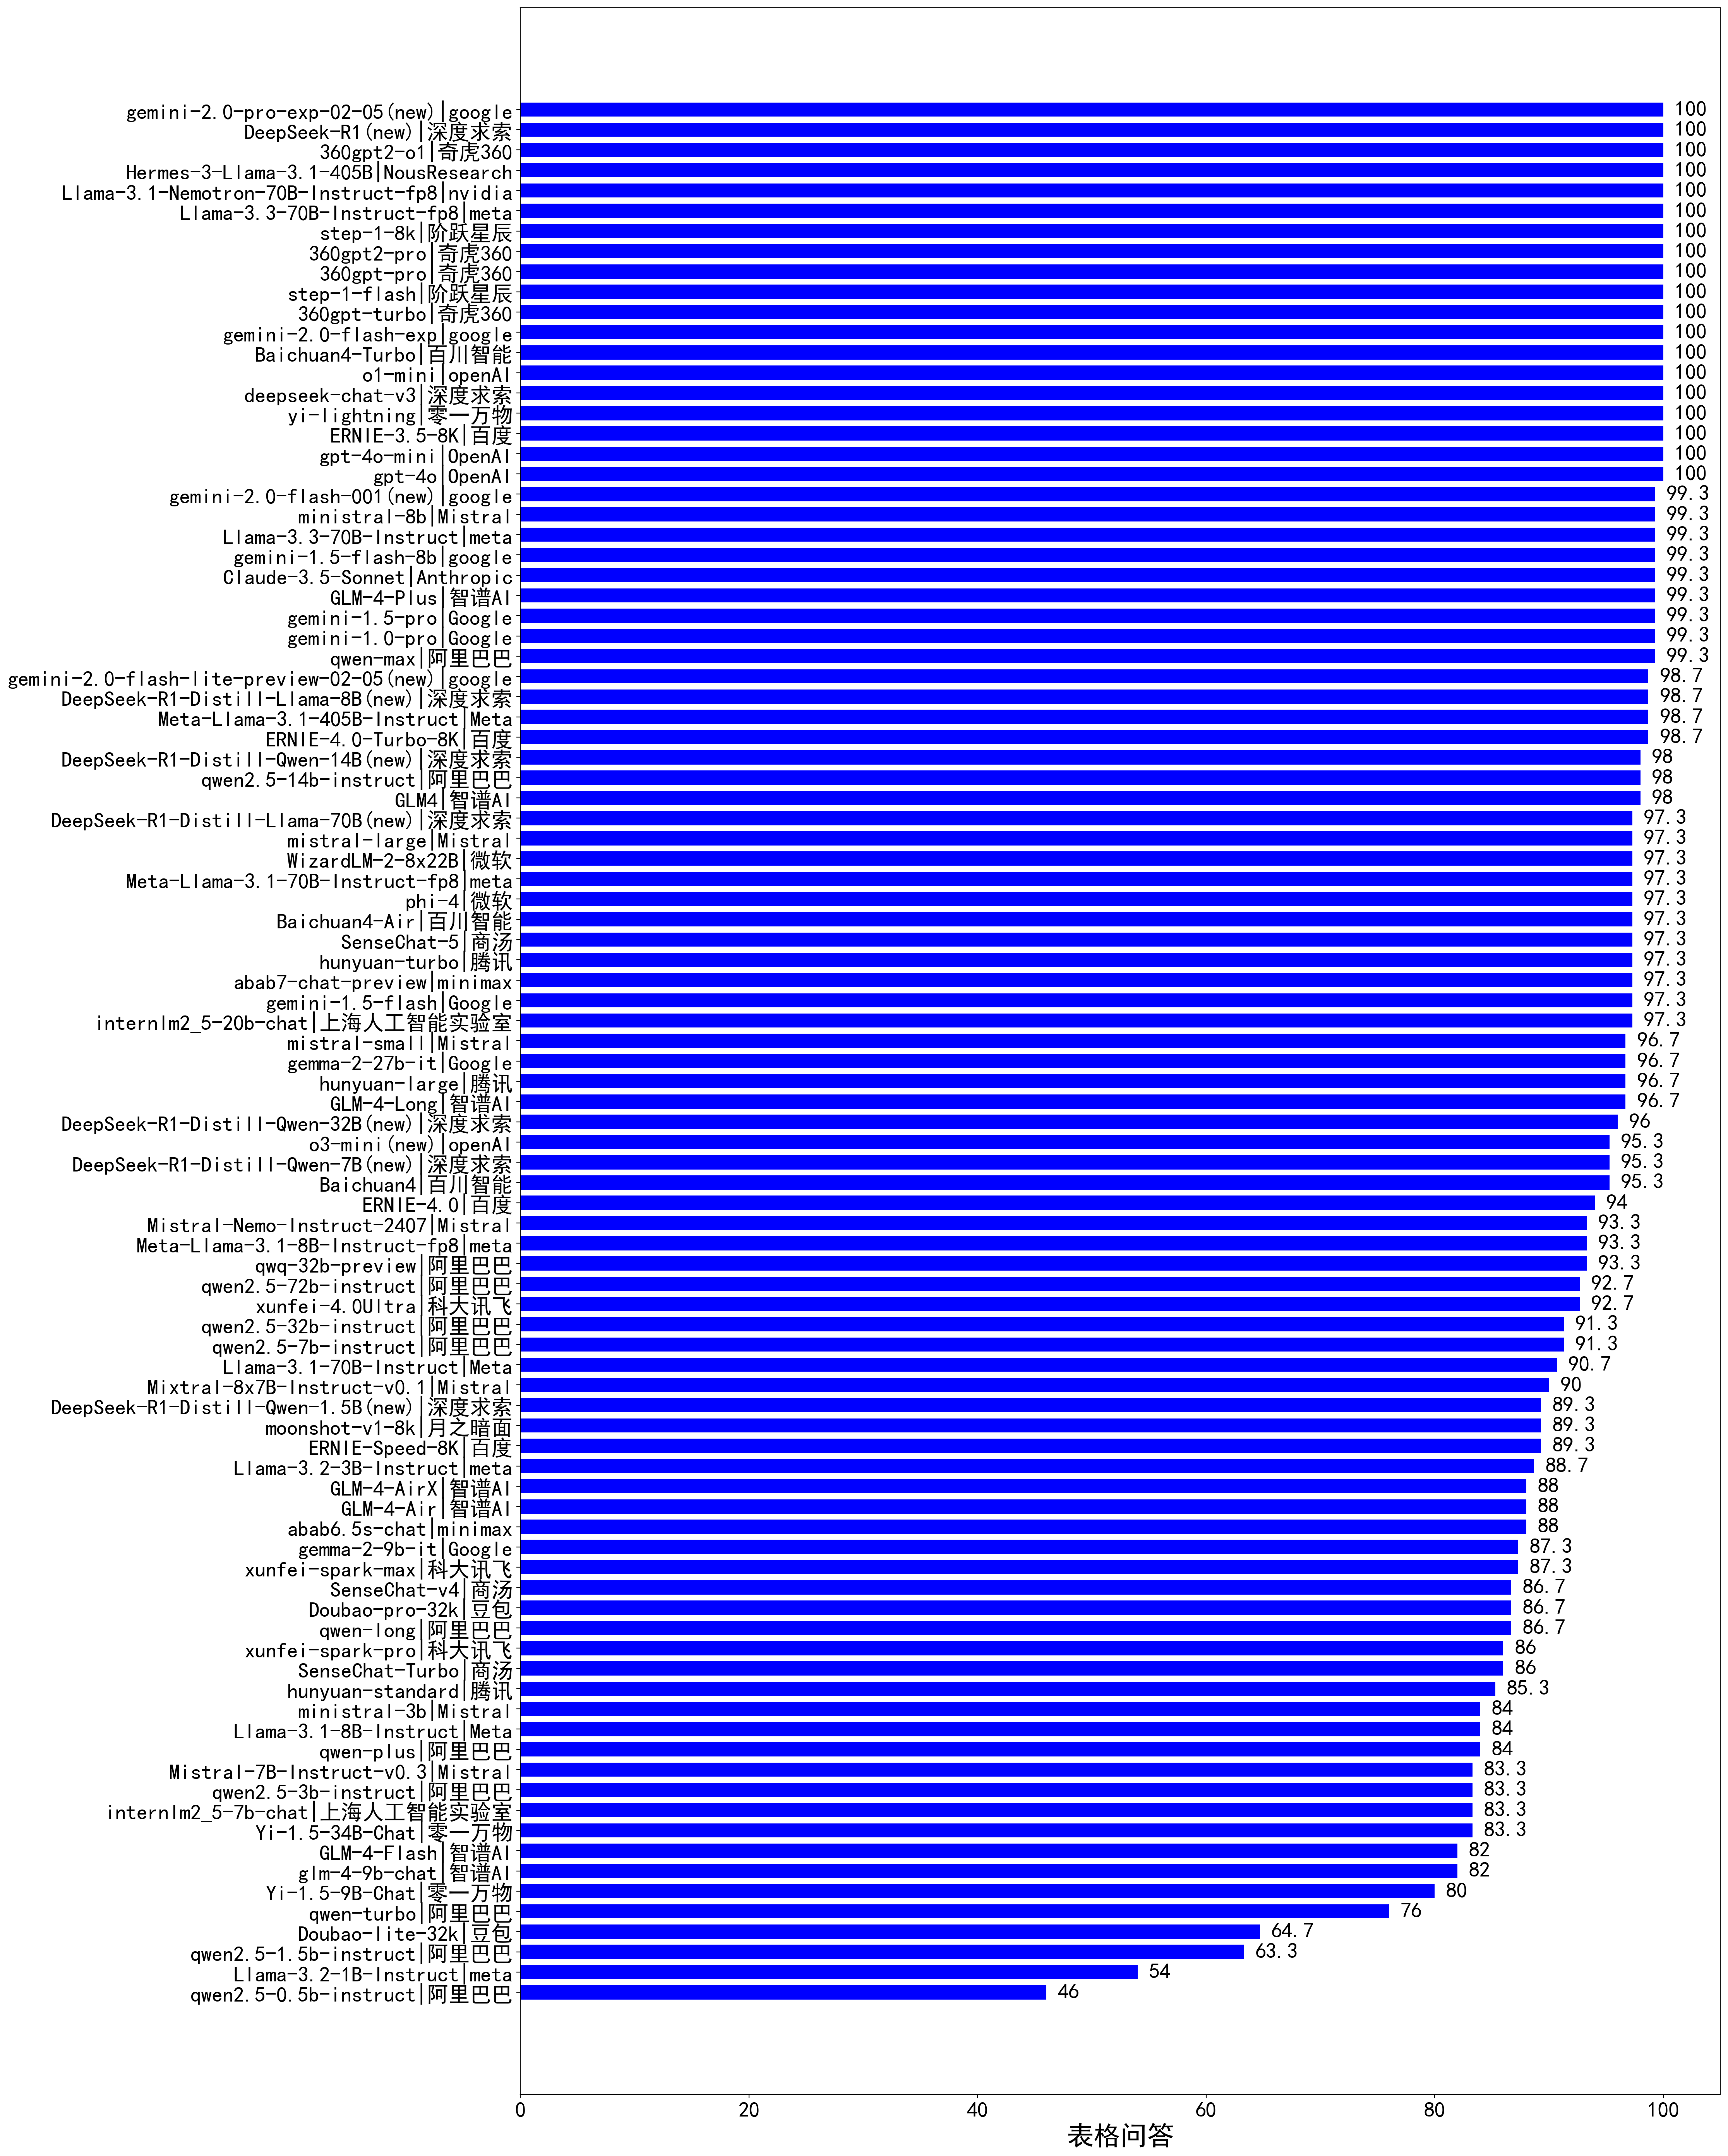 gemini-2.0-pro-exp-02-05(new)|google 100
DeepSeek-R1(new)|深度求索 100
360gpt2-o1|奇虎360 100
Hermes-3-Llama-3.1-405B|NousResearch 100
Llama-3.1-Nemotron-70B-Instruct-fp8|nvidia 100
Llama-3.3-70B-Instruct-fp8|meta 100
step-1-8k|阶跃星辰 100
360gpt2-pro|奇虎360 100
360gpt-pro|奇虎360 100
step-1-flash|阶跃星辰 100
360gpt-turbo|奇虎360 100
gemini-2.0-flash-exp|google 100
Baichuan4-Turbo|百川智能 100
o1-mini|openAI 100
deepseek-chat-v3|深度求索 100
yi-lightning|零一万物 100
ERNIE-3.5-8K|百度 100
gpt-4o-mini|OpenAI 100
gpt-4o|OpenAI 100
gemini-2.0-flash-001(new)|google 99.3
ministral-8b|Mistral 99.3
Llama-3.3-70B-Instruct|meta 99.3
gemini-1.5-flash-8b|google 99.3
Claude-3.5-Sonnet|Anthropic 99.3
GLM-4-Plus|智谱AI 99.3
gemini-1.5-pro|Google 99.3
gemini-1.0-pro|Google 99.3
qwen-max|阿里巴巴 99.3
gemini-2.0-flash-lite-preview-02-05(new)|google 98.7
DeepSeek-R1-Distill-Llama-8B(new)|深度求索 98.7
Meta-Llama-3.1-405B-Instruct|Meta 98.7
ERNIE-4.0-Turbo-8K|百度 98.7
DeepSeek-R1-Distill-Qwen-14B(new)|深度求索 98
qwen2.5-14b-instruct|阿里巴巴 98
GLM4|智谱AI 98
DeepSeek-R1-Distill-Llama-70B(new)|深度求索 97.3
mistral-large|Mistral 97.3
WizardLM-2-8x22B|微软 97.3
Meta-Llama-3.1-70B-Instruct-fp8|meta 97.3
phi-4|微软 97.3
Baichuan4-Air|百川智能 97.3
SenseChat-5|商汤 97.3
hunyuan-turbo|腾讯 97.3
abab7-chat-preview|minimax 97.3
gemini-1.5-flash|Google 97.3
internlm2_5-20b-chat|上海人工智能实验室 97.3
mistral-small|Mistral 96.7
gemma-2-27b-it|Google 96.7
hunyuan-large|腾讯 96.7
GLM-4-Long|智谱AI 96.7
DeepSeek-R1-Distill-Qwen-32B(new)|深度求索 96
o3-mini(new)|openAI 95.3
DeepSeek-R1-Distill-Qwen-7B(new)|深度求索 95.3
Baichuan4|百川智能 95.3
ERNIE-4.0|百度 94
Mistral-Nemo-Instruct-2407|Mistral 93.3
Meta-Llama-3.1-8B-Instruct-fp8|meta 93.3
qwq-32b-preview|阿里巴巴 93.3
qwen2.5-72b-instruct|阿里巴巴 92.7
xunfei-4.0Ultra|科大讯飞 92.7
qwen2.5-32b-instruct|阿里巴巴 91.3
qwen2.5-7b-instruct|阿里巴巴 91.3
Llama-3.1-70B-Instruct|Meta 90.7
Mixtral-8x7B-Instruct-v0.1|Mistral 90
DeepSeek-R1-Distill-Qwen-1.5B(new)|深度求索 89.3
moonshot-v1-8k|月之暗面 89.3
ERNIE-Speed-8K|百度 89.3
Llama-3.2-3B-Instruct|meta 88.7
GLM-4-AirX|智谱AI 88
GLM-4-Air|智谱AI 88
abab6.5s-chat|minimax 88
gemma-2-9b-it|Google 87.3
xunfei-spark-max|科大讯飞 87.3
SenseChat-v4|商汤 86.7
Doubao-pro-32k|豆包 86.7
qwen-long|阿里巴巴 86.7
xunfei-spark-pro|科大讯飞 86
SenseChat-Turbo|商汤 86
hunyuan-standard|腾讯 85.3
ministral-3b|Mistral 84
Llama-3.1-8B-Instruct|Meta 84
qwen-plus|阿里巴巴 84
Mistral-7B-Instruct-v0.3|Mistral 83.3
qwen2.5-3b-instruct|阿里巴巴 83.3
internlm2_5-7b-chat|上海人工智能实验室 83.3
Yi-1.5-34B-Chat|零一万物 83.3
GLM-4-Flash|智谱AI 82
glm-4-9b-chat|智谱AI 82
Yi-1.5-9B-Chat|零一万物 80
qwen-turbo|阿里巴巴 76
Doubao-lite-32k|豆包 64.7
qwen2.5-1.5b-instruct|阿里巴巴 63.3
Llama-3.2-1B-Instruct|meta 54
qwen2.5-0.5b-instruct|阿里巴巴 46
0 20 40 60 80 100
表格问答